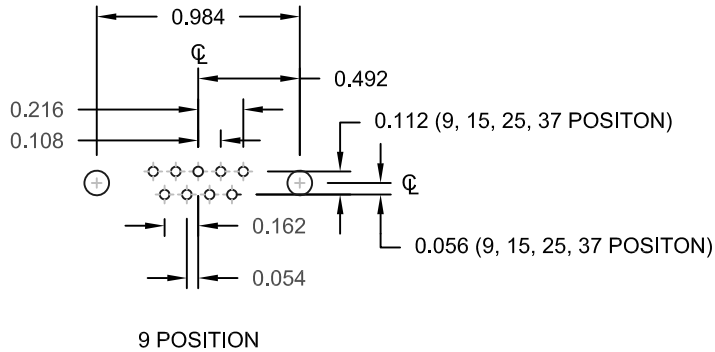 0.984
℄
0.492
0.216
0.112 (9, 15, 25, 37 POSITON)
0.108
℄
0.162
0.056 (9, 15, 25, 37 POSITON)
0.054
9 POSITION